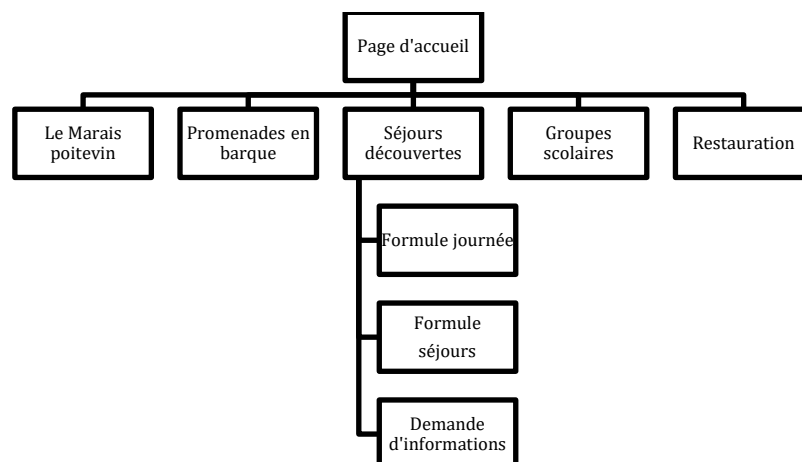 Page d'accueil
Le Marais
poitevin
Promenades en
barque
Séjours
découvertes
Groupes
scolaires
Restauration
Formule journée
Formule
séjours
Demande
d'informations